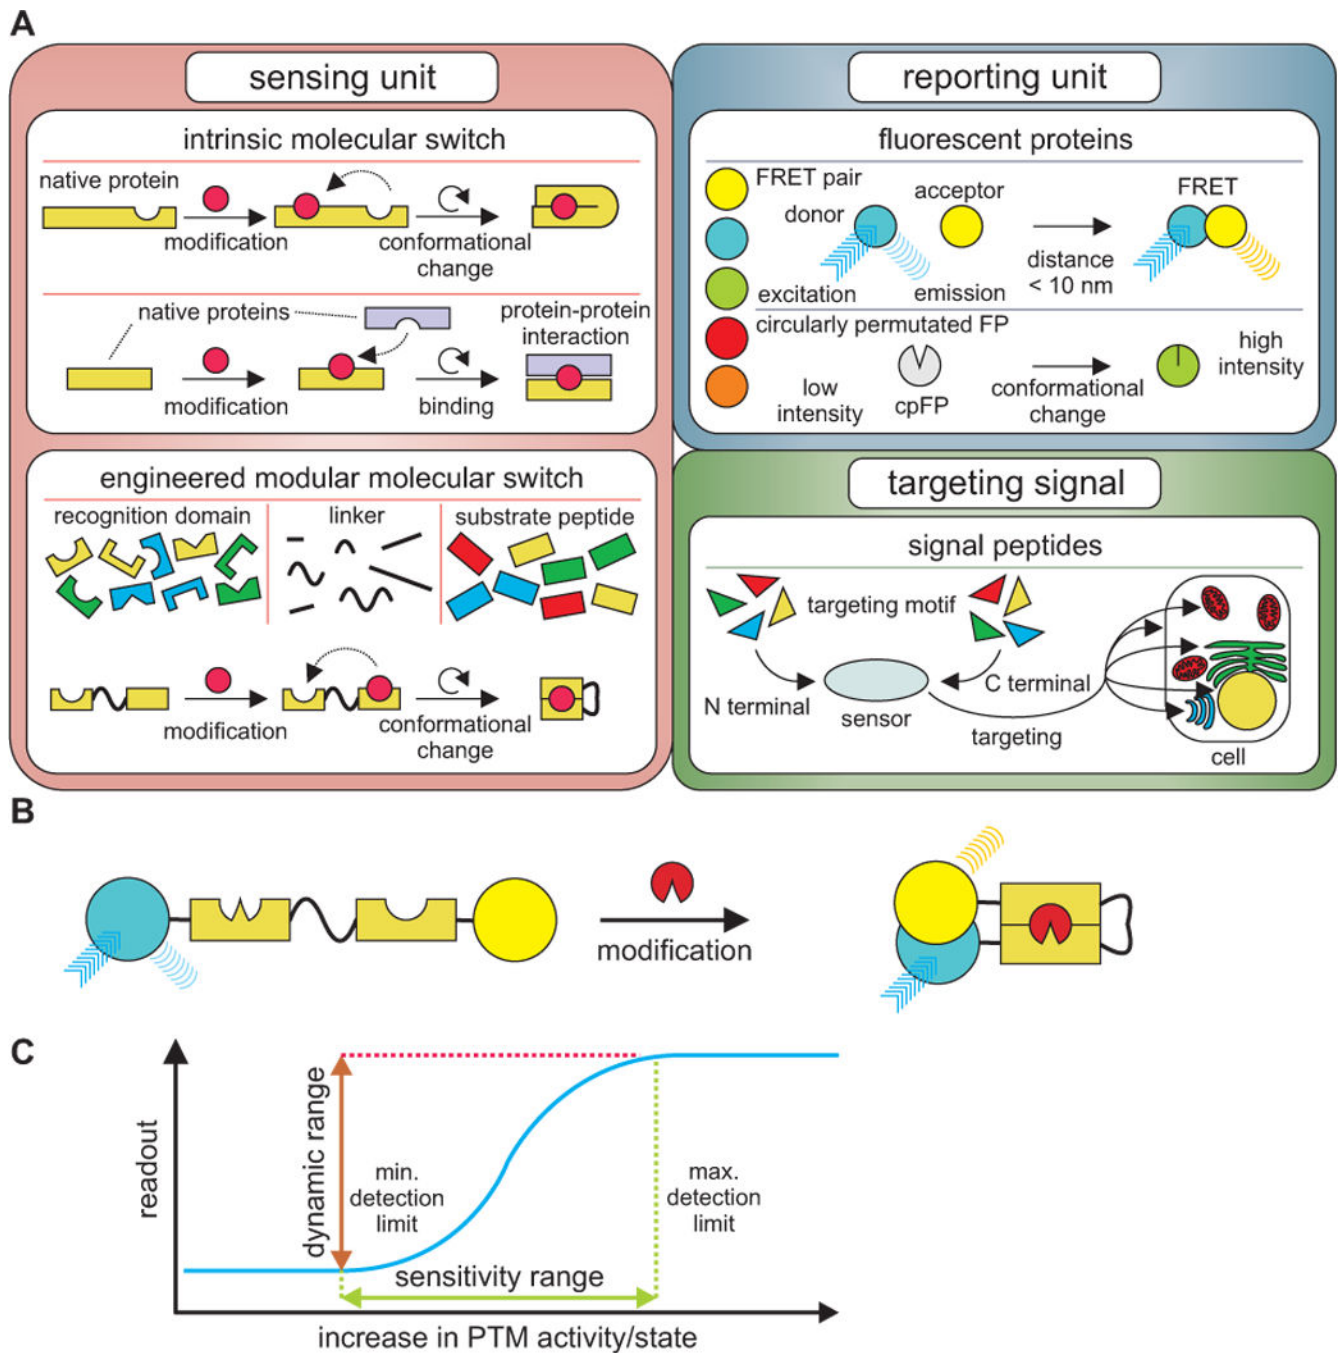 A
sensing unit
intrinsic molecular switch
native protein
modification
conformational
change
native proteins
protein-protein
interaction
modification
binding
engineered modular molecular switch
recognition domain
linker
substrate peptide
modification
conformational
change
reporting unit
fluorescent proteins
FRET pair
donor
acceptor
FRET
distance
< 10 nm
excitation
emission
circularly permutated FP
low
intensity
cpFP
conformational
change
high
intensity
targeting signal
signal peptides
targeting motif
N terminal
sensor
C terminal
targeting
cell
B
modification
C
readout
dynamic range
min.
detection
limit
max.
detection
limit
sensitivity range
increase in PTM activity/state